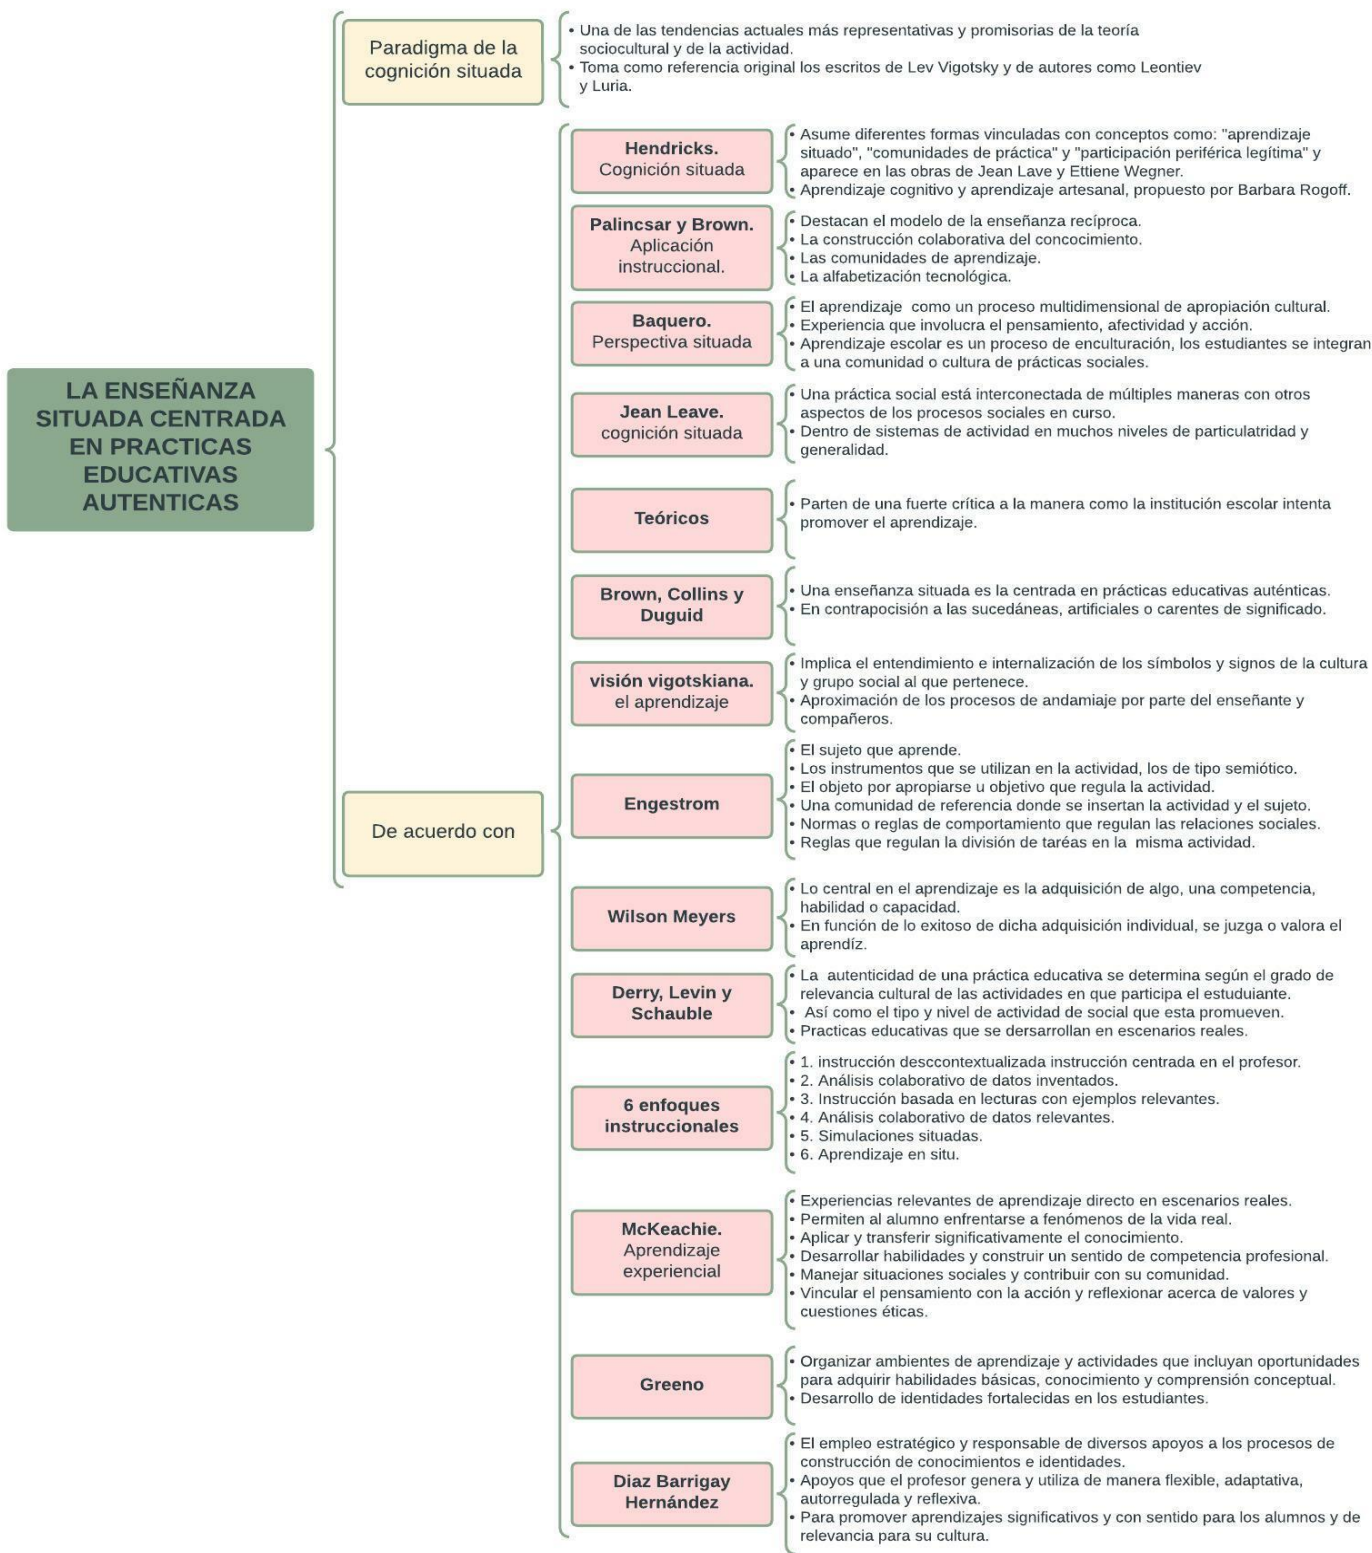 LA ENSEÑANZA
SITUADA CENTRADA
EN PRACTICAS
EDUCATIVAS
AUTENTICAS
Paradigma de la
cognición situada
• Una de las tendencias actuales más representativas y promisorias de la teoría
sociocultural y de la actividad.
• Toma como referencia original los escritos de Lev Vigotsky y de autores como Leontiev
y Luria.
De acuerdo con
Hendricks.
Cognición situada
• Asume diferentes formas vinculadas con conceptos como: "aprendizaje
situado", "comunidades de práctica" y "participación periférica legítima" y
aparece en las obras de Jean Lave y Ettiene Wegner.
• Aprendizaje cognitivo y aprendizaje artesanal, propuesto por Barbara Rogoff.
Palincsar y Brown.
Aplicación
instruccional.
• Destacan el modelo de la enseñanza recíproca.
• La construcción colaborativa del concocimiento.
• Las comunidades de aprendizaje.
• La alfabetización tecnológica.
Baquero.
Perspectiva situada
• El aprendizaje como un proceso multidimensional de apropiación cultural.
• Experiencia que involucra el pensamiento, afectividad y acción.
• Aprendizaje escolar es un proceso de enculturación, los estudiantes se integran
a una comunidad o cultura de prácticas sociales.
Jean Leave.
cognición situada
• Una práctica social está interconectada de múltiples maneras con otros
aspectos de los procesos sociales en curso.
• Dentro de sistemas de actividad en muchos niveles de particulatridad y
generalidad.
Teóricos
• Parten de una fuerte crítica a la manera como la institución escolar intenta
promover el aprendizaje.
Brown, Collins y
Duguid
• Una enseñanza situada es la centrada en prácticas educativas auténticas.
• En contrapocisión a las sucedáneas, artificiales o carentes de significado.
visión vigotskiana.
el aprendizaje
• Implica el entendimiento e internalización de los símbolos y signos de la cultura
y grupo social al que pertenece.
• Aproximación de los procesos de andamiaje por parte del enseñante y
compañeros.
Engestrom
• El sujeto que aprende.
• Los instrumentos que se utilizan en la actividad, los de tipo semiótico.
• El objeto por apropiarse u objetivo que regula la actividad.
• Una comunidad de referencia donde se insertan la actividad y el sujeto.
• Normas o reglas de comportamiento que regulan las relaciones sociales.
• Reglas que regulan la división de taréas en la misma actividad.
Wilson Meyers
• Lo central en el aprendizaje es la adquisición de algo, una competencia,
habilidad o capacidad.
• En función de lo exitoso de dicha adquisición individual, se juzga o valora el
aprendíz.
Derry, Levin y
Schauble
• La autenticidad de una práctica educativa se determina según el grado de
relevancia cultural de las actividades en que participa el estuduiante.
• Así como el tipo y nivel de actividad de social que esta promueven.
• Practicas educativas que se dersarrollan en escenarios reales.
6 enfoques
instruccionales
• 1. instrucción desccontextualizada instrucción centrada en el profesor.
• 2. Análisis colaborativo de datos inventados.
• 3. Instrucción basada en lecturas con ejemplos relevantes.
• 4. Análisis colaborativo de datos relevantes.
• 5. Simulaciones situadas.
• 6. Aprendizaje en situ.
McKeachie.
Aprendizaje
experiencial
• Experiencias relevantes de aprendizaje directo en escenarios reales.
• Permiten al alumno enfrentarse a fenómenos de la vida real.
• Aplicar y transferir significativamente el conocimiento.
• Desarrollar habilidades y construir un sentido de competencia profesional.
• Manejar situaciones sociales y contribuir con su comunidad.
• Vincular el pensamiento con la acción y reflexionar acerca de valores y
cuestiones éticas.
Greeno
• Organizar ambientes de aprendizaje y actividades que incluyan oportunidades
para adquirir habilidades básicas, conocimiento y comprensión conceptual.
• Desarrollo de identidades fortalecidas en los estudiantes.
Diaz Barrigay
Hernández
• El empleo estratégico y responsable de diversos apoyos a los procesos de
construcción de conocimientos e identidades.
• Apoyos que el profesor genera y utiliza de manera flexible, adaptativa,
autorregulada y reflexiva.
• Para promover aprendizajes significativos y con sentido para los alumnos y de
relevancia para su cultura.